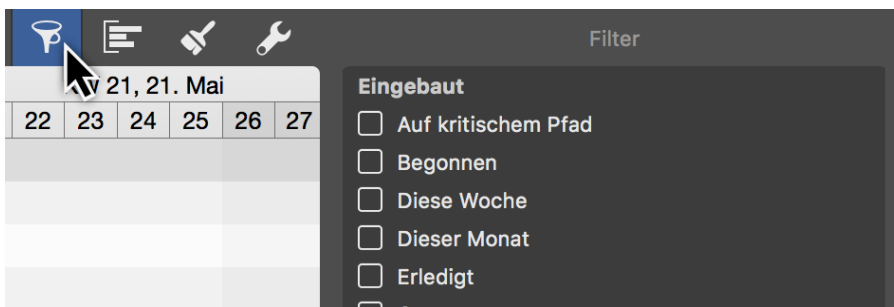 Filter
21, 21. Mai
22 23 24 25 26 27
Eingebaut
Auf kritischem Pfad
Begonnen
Diese Woche
Dieser Monat
Erledigt